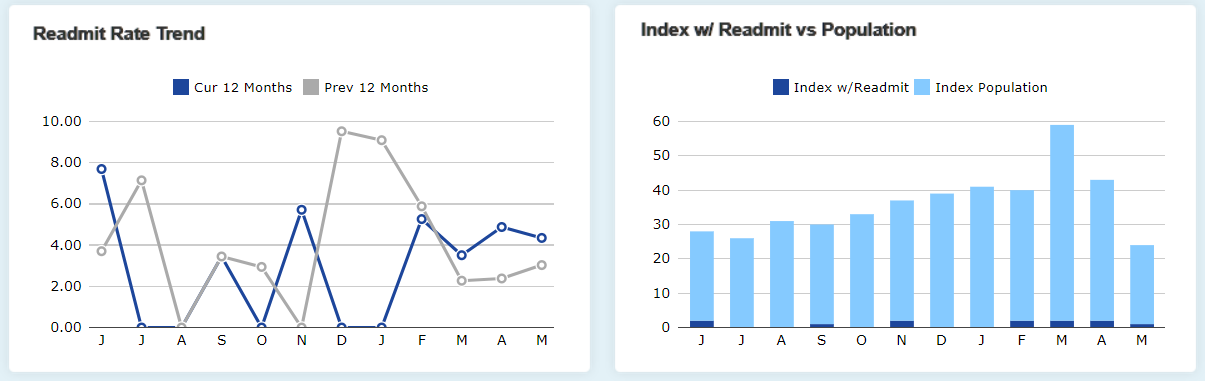 Readmit Rate Trend
Cur 12 Months Prev 12 Months
10.00
8.00
6.00
4.00
2.00
0.00
J J A S O N D J F M A M
Index w/ Readmit vs Population
Index w/Readmit Index Population
60
50
40
30
20
10
0
J J A S O N D J F M A M